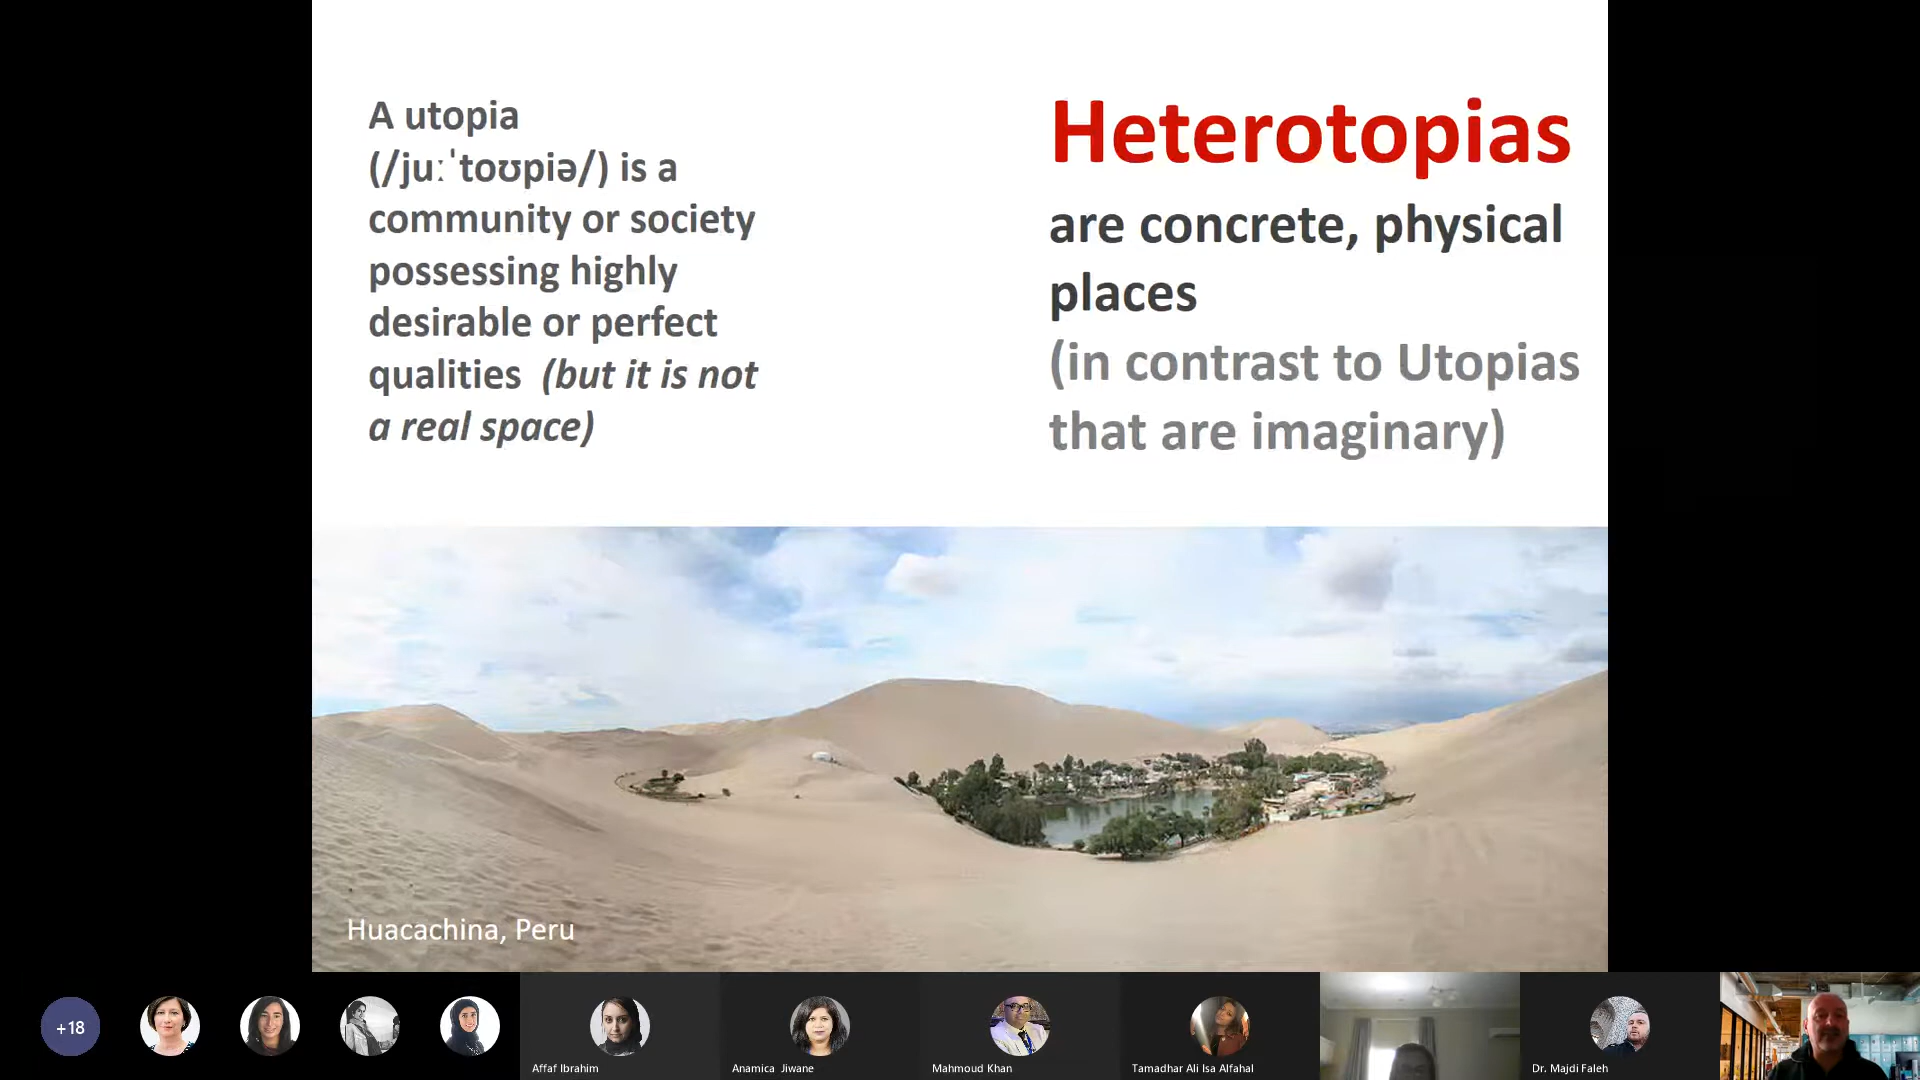 A utopia
(/juːˈtoʊpiə/) is a
community or society
possessing highly
desirable or perfect
qualities (but it is not
a real space)
Heterotopias
are concrete, physical
places
(in contrast to Utopias
that are imaginary)
Huacachina, Peru
+18
Affaf Ibrahim
Anamica Jiwane
Mahmoud Khan
Tamadhar Ali Isa Alfahal
Dr. Majdi Faleh